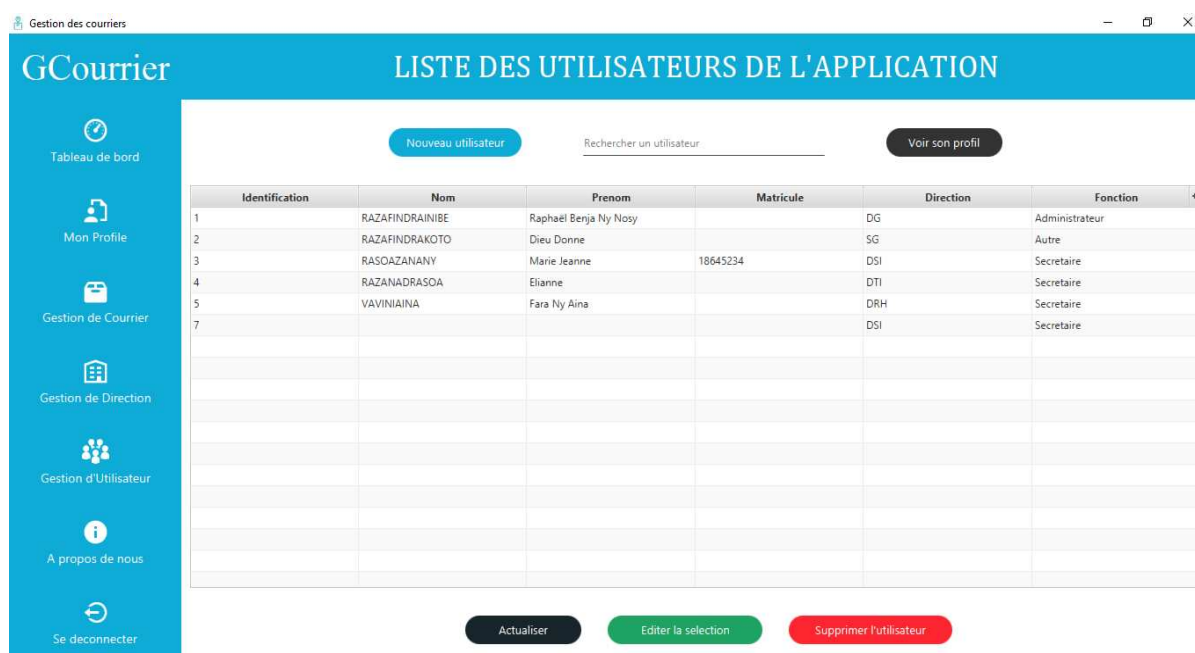 Gestion des courriers
GCourrier
LISTE DES UTILISATEURS DE L'APPLICATION
Tableau de bord
Mon Profile
Gestion de Courrier
Gestion de Direction
Gestion d'Utilisateur
A propos de nous
Se deconnecter
Nouveau utilisateur Rechercher un utilisateur Voir son profil
Identification Nom Prenom Matricule Direction Fonction
1 RAZAFINDRAINIBE Raphaël Benja Ny Nosy DG Administrateur
2 RAZAFINDRAKOTO Dieu Donne SG Autre
3 RASOAZANANY Marie Jeanne 18645234 DSI Secretaire
4 RAZANADRASOA Elianne DTI Secretaire
5 VAVINIAINA Fara Ny Aina DRH Secretaire
7 DSI Secretaire
Actualiser Editer la selection Supprimer l'utilisateur